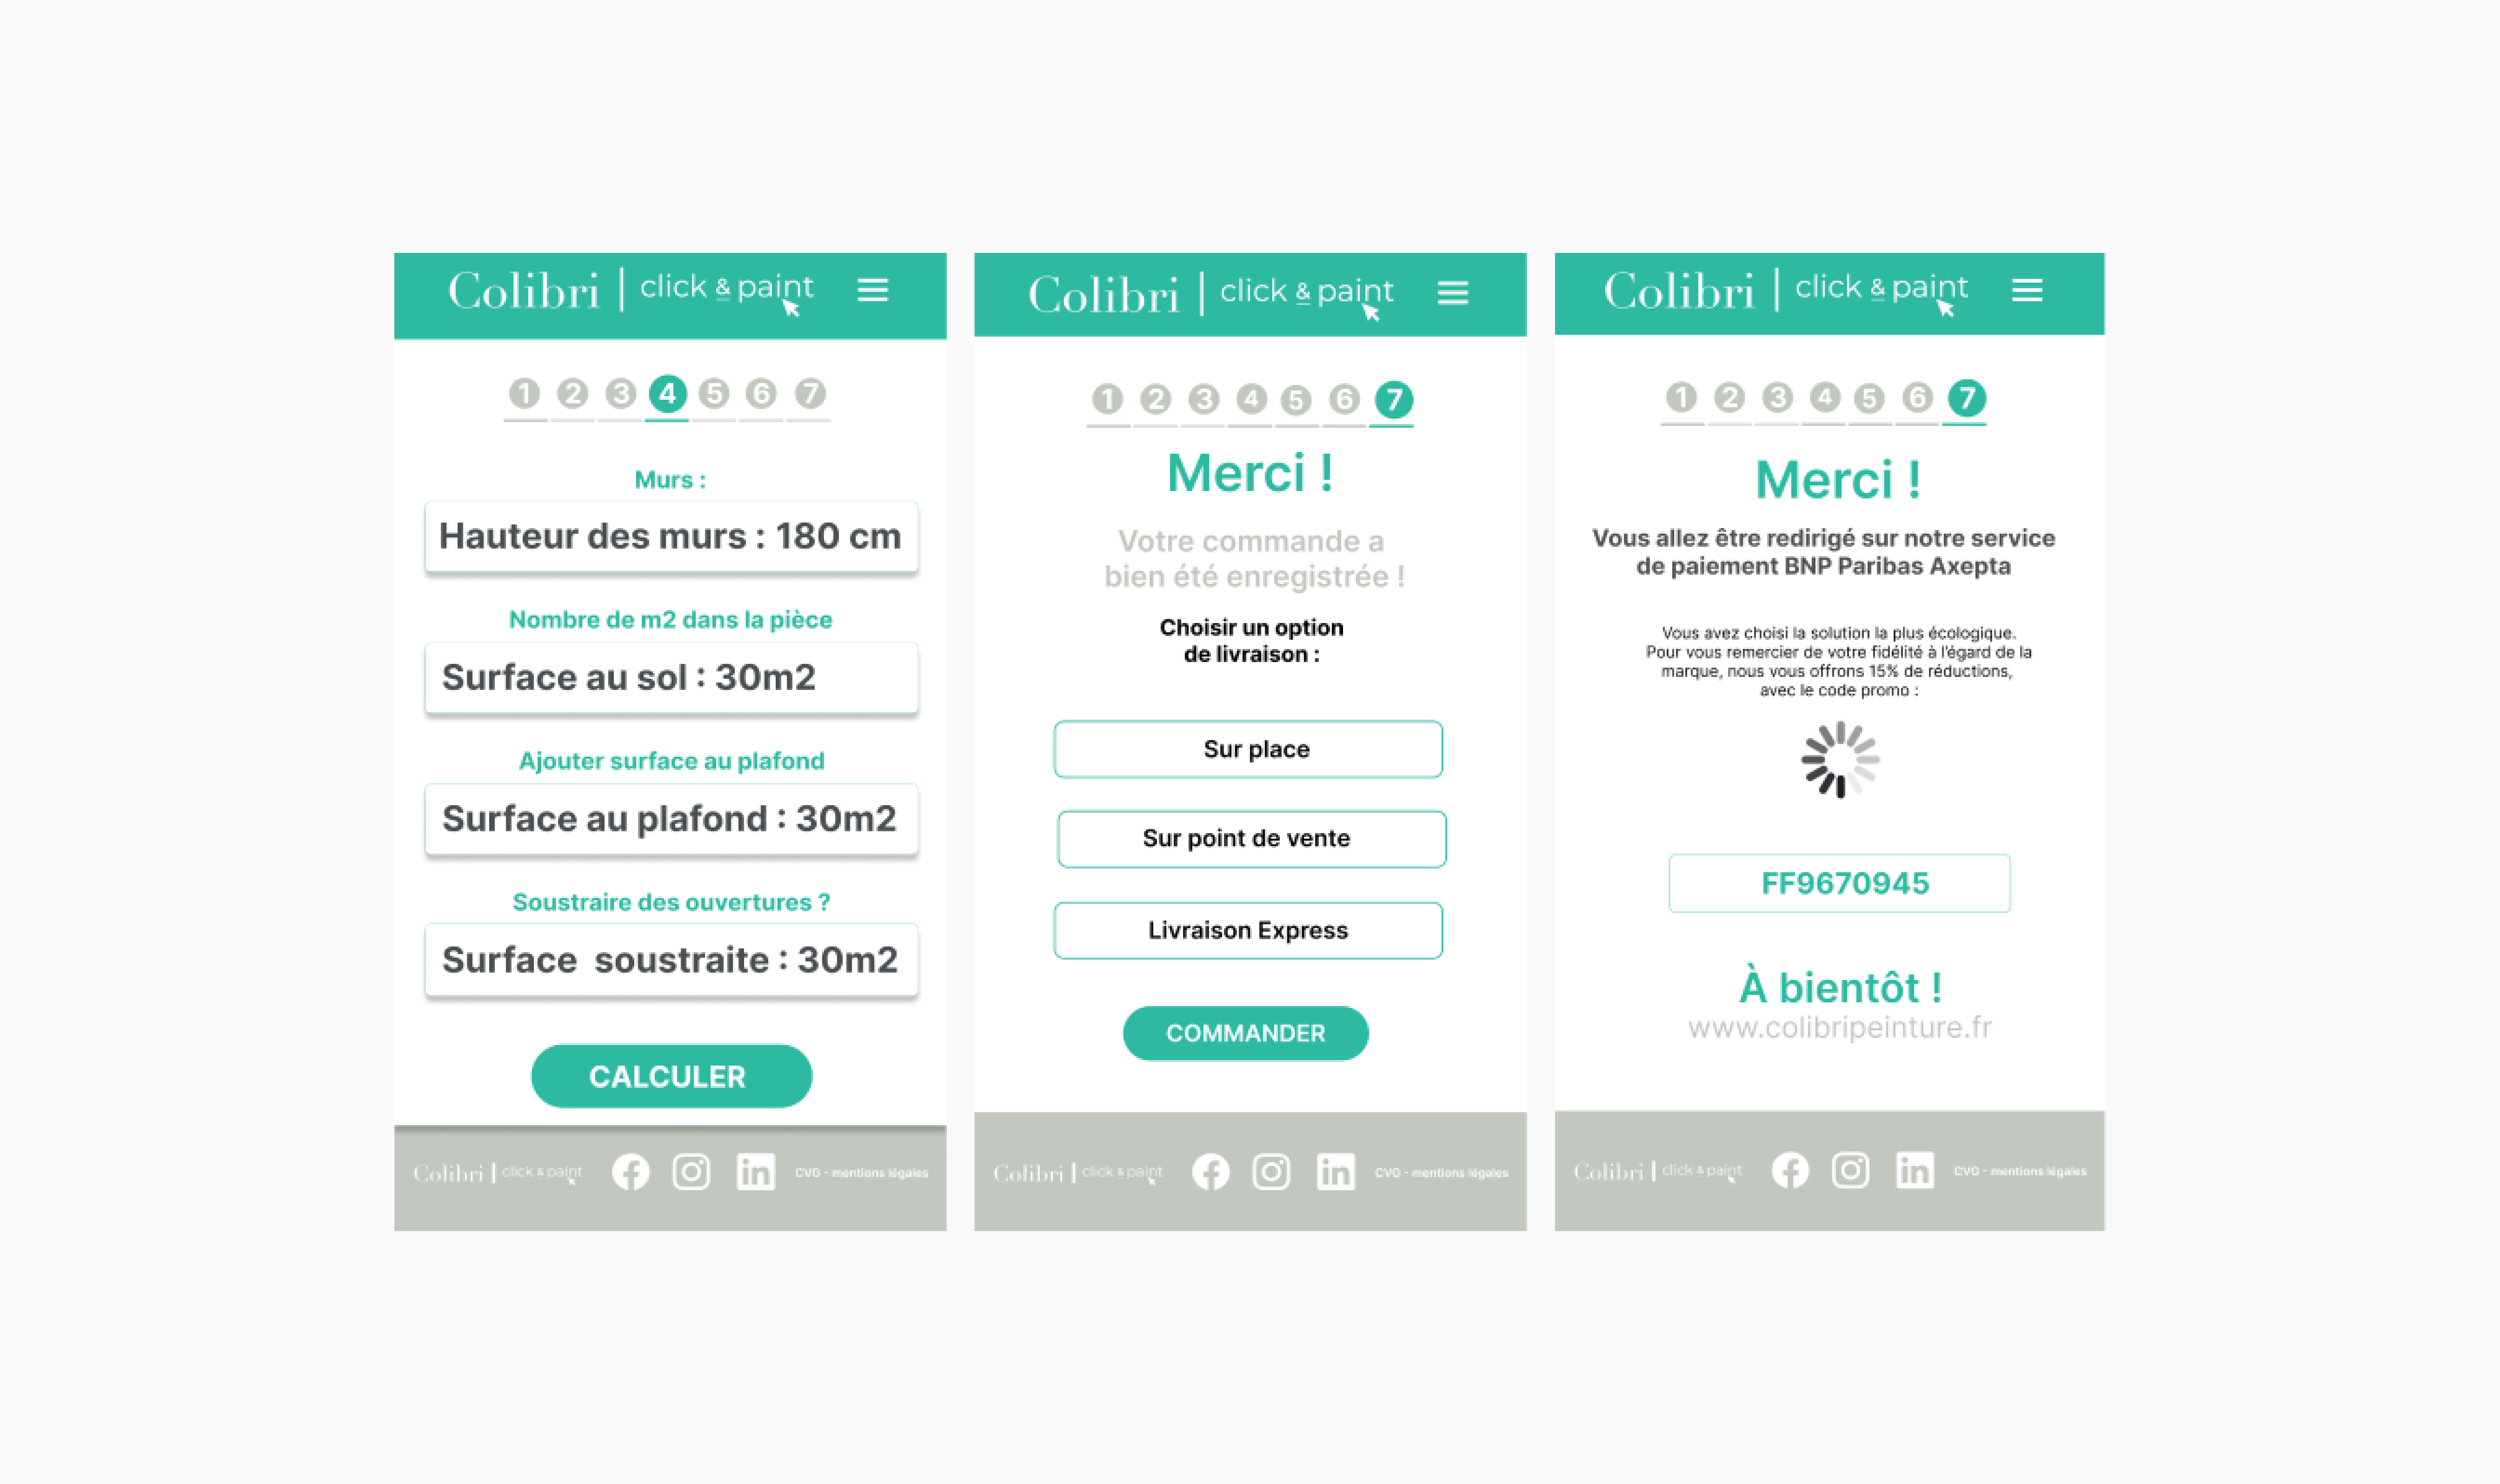 Colibri | click & paint
1 2 3 4 5 6 7
Murs :
Hauteur des murs : 180 cm
Nombre de m2 dans la pièce
Surface au sol : 30m2
Ajouter surface au plafond
Surface au plafond : 30m2
Soustraire des ouvertures ?
Surface soustraite : 30m2
CALCULER
Colibri | click & paint
CVG - mentions légales
Colibri | click & paint
1 2 3 4 5 6 7
Merci !
Votre commande a
bien été enregistrée !
Choisir un option
de livraison :
Sur place
Sur point de vente
Livraison Express
COMMANDER
Colibri | click & paint
CVG - mentions légales
Colibri | click & paint
1 2 3 4 5 6 7
Merci !
Vous allez être redirigé sur notre service
de paiement BNP Paribas Axepta
Vous avez choisi la solution la plus écologique.
Pour vous remercier de votre fidélité à l'égard de la
marque, nous vous offrons 15% de réductions,
avec le code promo :
FF9670945
À bientôt !
www.colibripeinture.fr
Colibri | click & paint
CVG - mentions légales